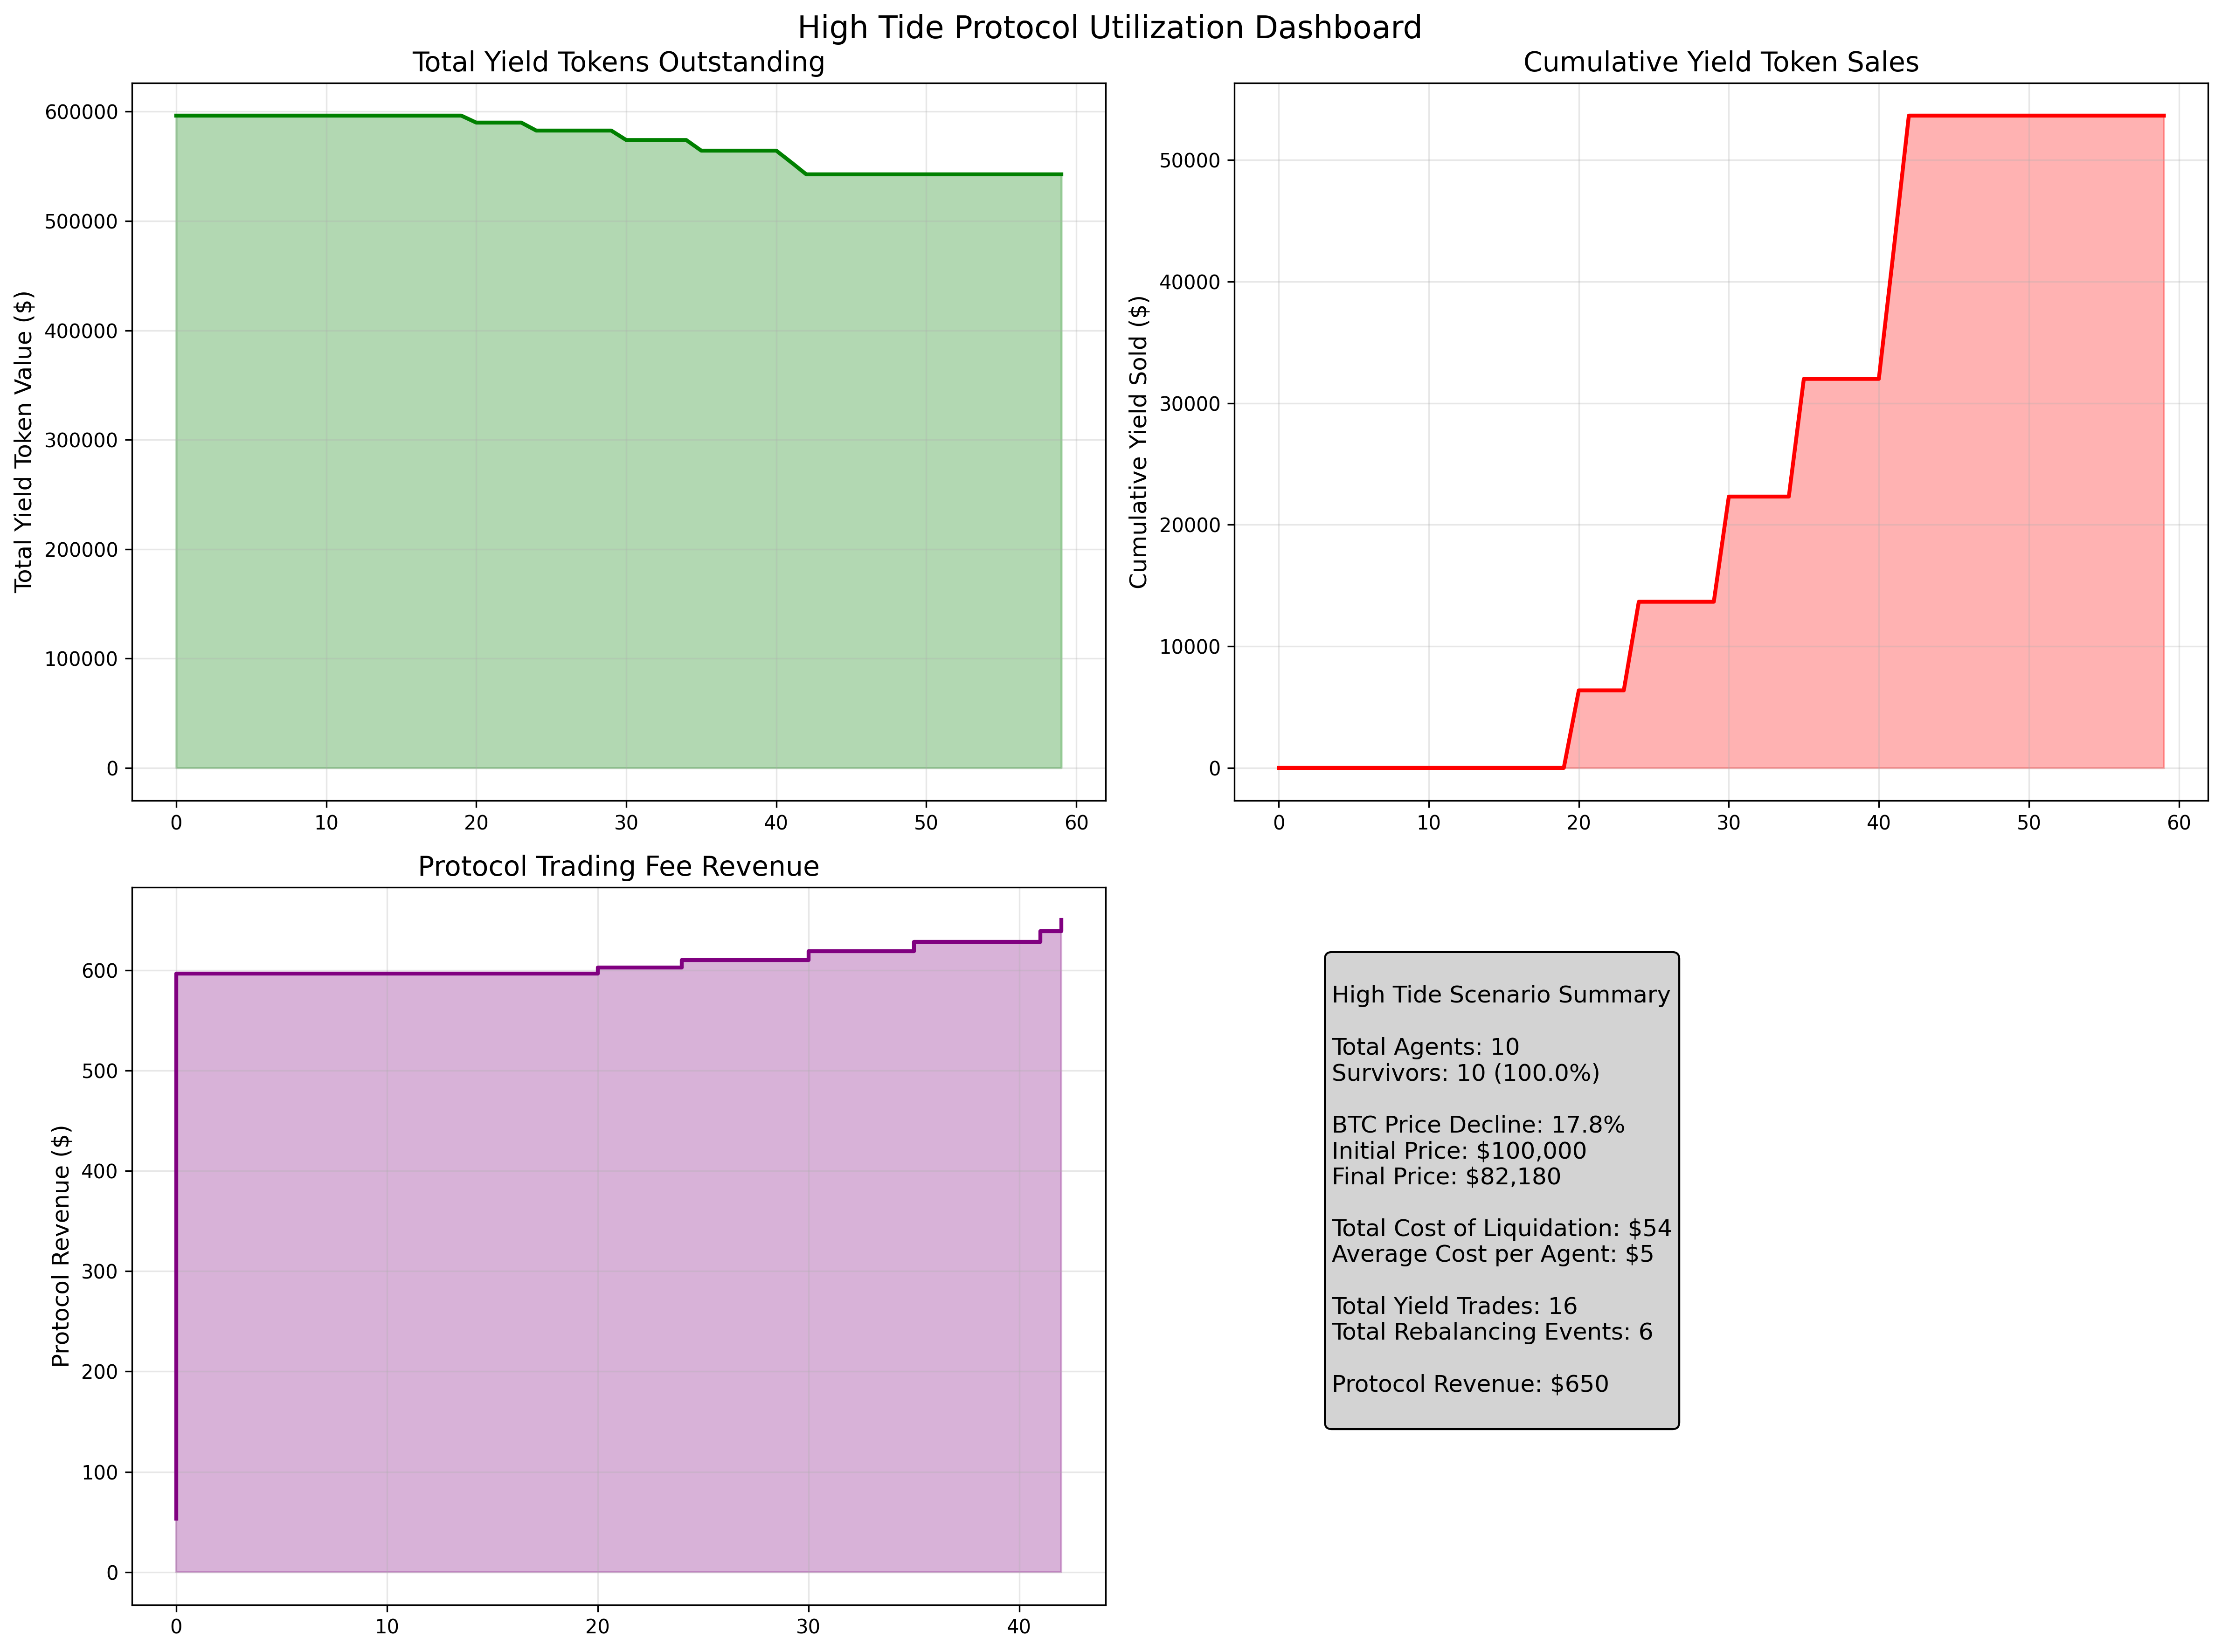 High Tide Protocol Utilization Dashboard
Total Yield Tokens Outstanding
Total Yield Token Value ($)
600000
500000
400000
300000
200000
100000
0
0 10 20 30 40 50 60
Cumulative Yield Token Sales
Cumulative Yield Sold ($)
50000
40000
30000
20000
10000
0
0 10 20 30 40 50 60
Protocol Trading Fee Revenue
Protocol Revenue ($)
600
500
400
300
200
100
0
0 10 20 30 40
High Tide Scenario Summary
Total Agents: 10
Survivors: 10 (100.0%)
BTC Price Decline: 17.8%
Initial Price: $100,000
Final Price: $82,180
Total Cost of Liquidation: $54
Average Cost per Agent: $5
Total Yield Trades: 16
Total Rebalancing Events: 6
Protocol Revenue: $650